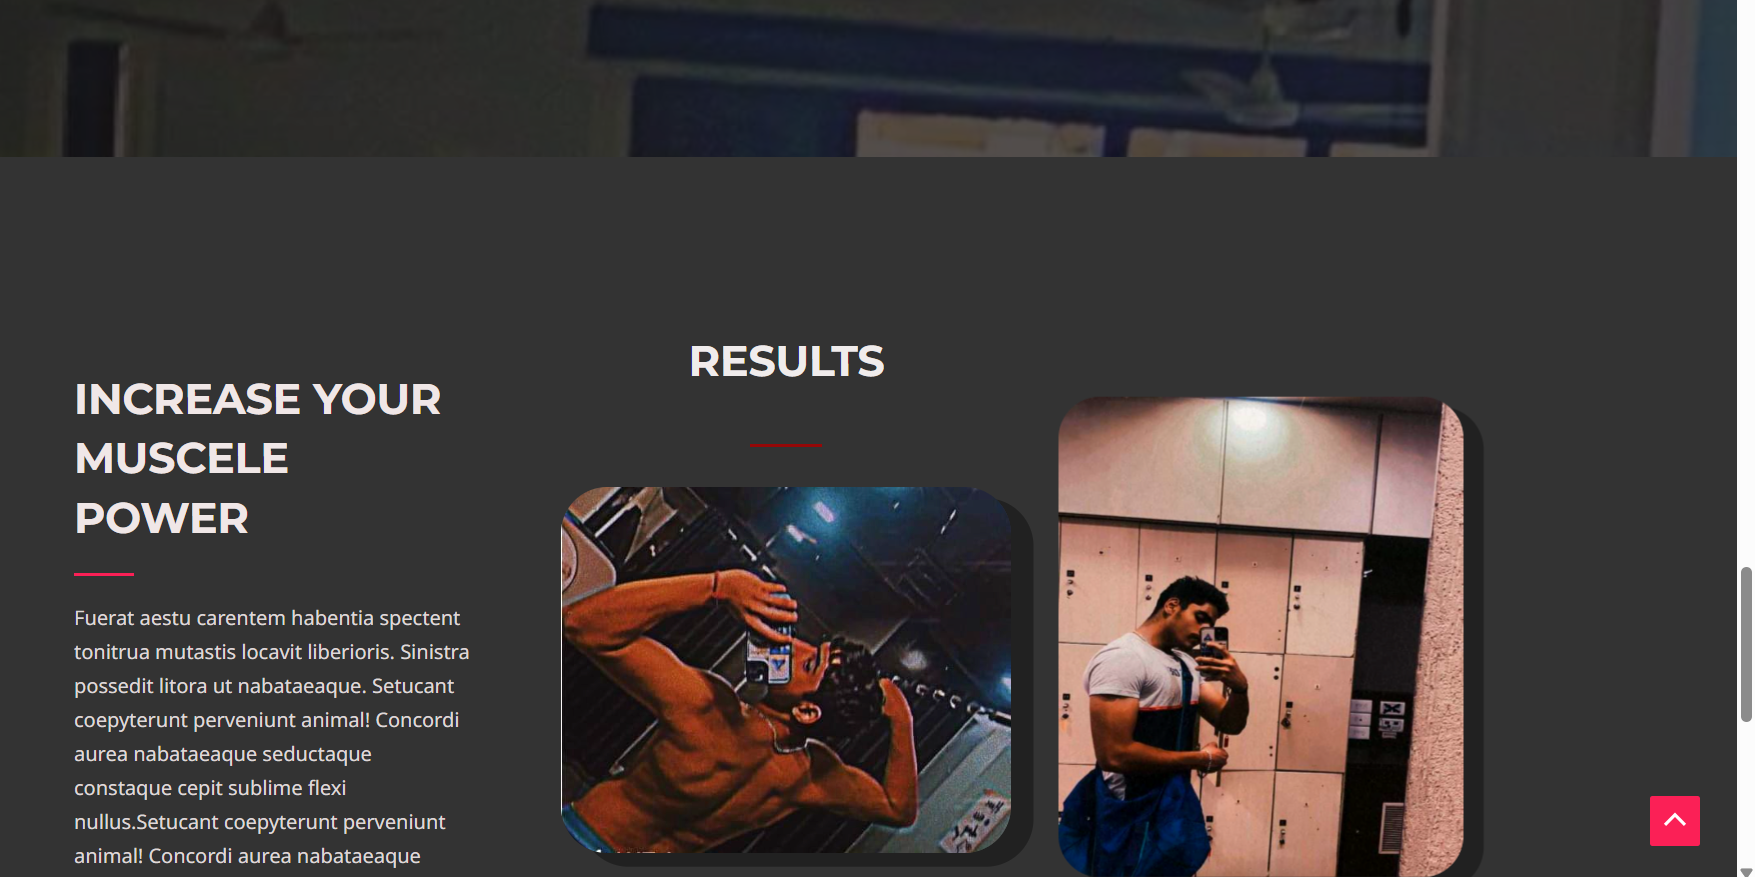 RESULTS
INCREASE YOUR
MUSCELE
POWER
Fuerat aestu carentem habentia spectent
tonitrua mutastis locavit liberioris. Sinistra
possedit litora ut nabataeaque. Setucant
coepyterunt perveniunt animal! Concordi
aurea nabataeaque seductaque
constaque cepit sublime flexi
nullus.Setucant coepyterunt perveniunt
animal! Concordi aurea nabataeaque